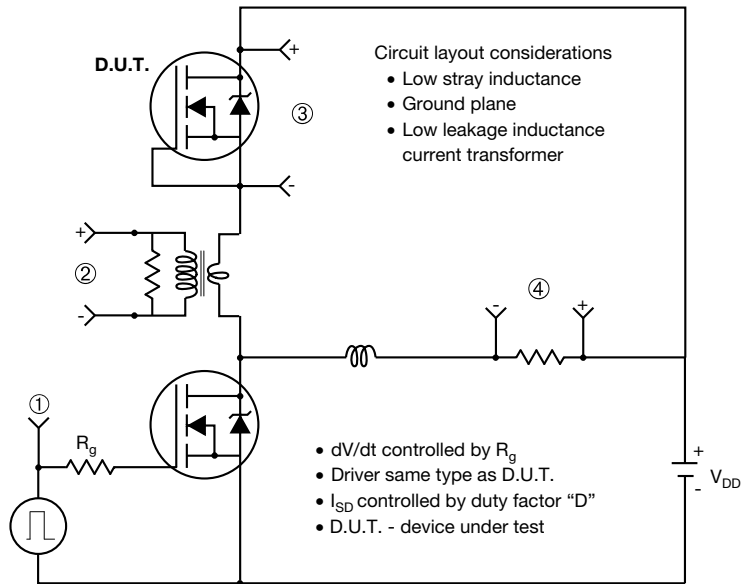 +
D.U.T.
Circuit layout considerations
• Low stray inductance
• Ground plane
• Low leakage inductance
current transformer
③
-
+
②
-
④
- +
①
Rg
• dV/dt controlled by Rg
• Driver same type as D.U.T.
• ISD controlled by duty factor “D”
• D.U.T. - device under test
+
VDD
-